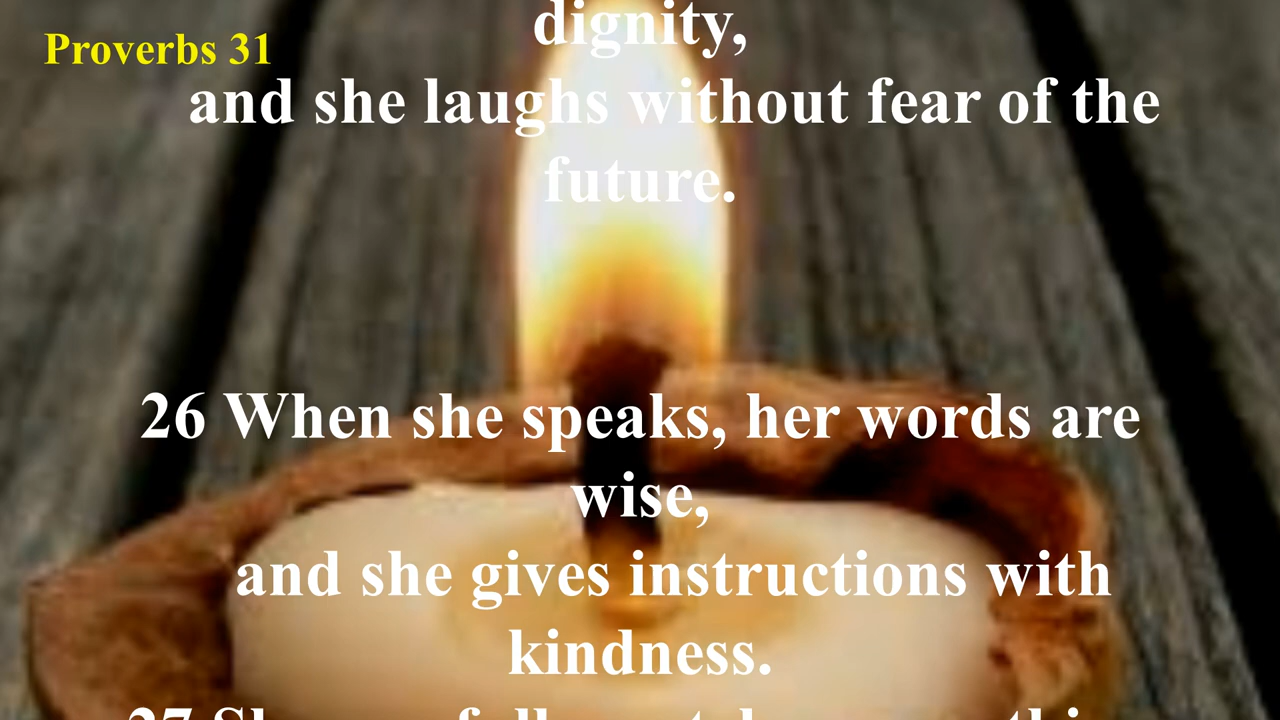 Proverbs 31
dignity,
and she laughs without fear of the
future.
26 When she speaks, her words are
wise,
and she gives instructions with
kindness.
27